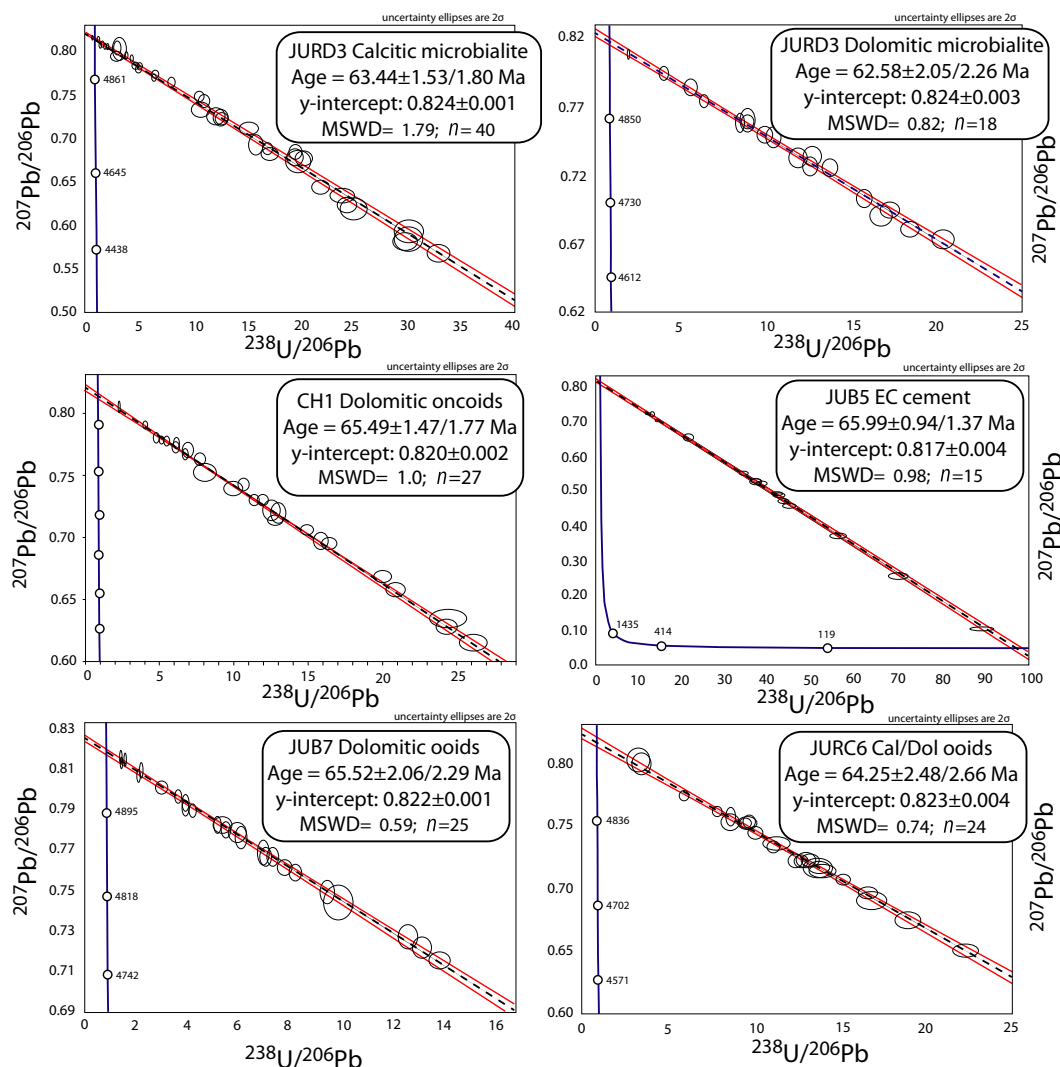 uncertainty ellipses are 2σ
JURD3 Calcitic microbialite
Age = 63.44±1.53/1.80 Ma
y-intercept: 0.824±0.001
MSWD= 1.79; n= 40
0.80
0.75
0.70
0.65
0.60
0.55
0.50
4861
4645
4438
0 5 10 15 20 25 30 35 40
207Pb/206Pb
238U/206Pb
uncertainty ellipses are 2σ
JURD3 Dolomitic microbialite
Age = 62.58±2.05/2.26 Ma
y-intercept: 0.824±0.003
MSWD= 0.82; n=18
0.82
0.77
0.72
0.67
0.62
4850
4730
4612
0 5 10 15 20 25
207Pb/206Pb
238U/206Pb
CH1 Dolomitic oncoids
Age = 65.49±1.47/1.77 Ma
y-intercept: 0.820±0.002
MSWD= 1.0; n=27
0.80
0.75
0.70
0.65
0.60
0 5 10 15 20 25
207Pb/206Pb
238U/206Pb
uncertainty ellipses are 2σ
JUB5 EC cement
Age = 65.99±0.94/1.37 Ma
y-intercept: 0.817±0.004
MSWD= 0.98; n=15
0.80
0.70
0.60
0.50
0.40
0.30
0.20
0.10
0.0
1435
414
119
0 10 20 30 40 50 60 70 80 90 100
207Pb/206Pb
238U/206Pb
uncertainty ellipses are 2σ
JUB7 Dolomitic ooids
Age = 65.52±2.06/2.29 Ma
y-intercept: 0.822±0.001
MSWD= 0.59; n=25
0.83
0.81
0.79
0.77
0.75
0.73
0.71
0.69
4895
4818
4742
0 2 4 6 8 10 12 14 16
207Pb/206Pb
238U/206Pb
uncertainty ellipses are 2σ
JURC6 Cal/Dol ooids
Age = 64.25±2.48/2.66 Ma
y-intercept: 0.823±0.004
MSWD= 0.74; n=24
0.80
0.75
0.70
0.65
0.60
4836
4702
4571
0 5 10 15 20 25
207Pb/206Pb
238U/206Pb